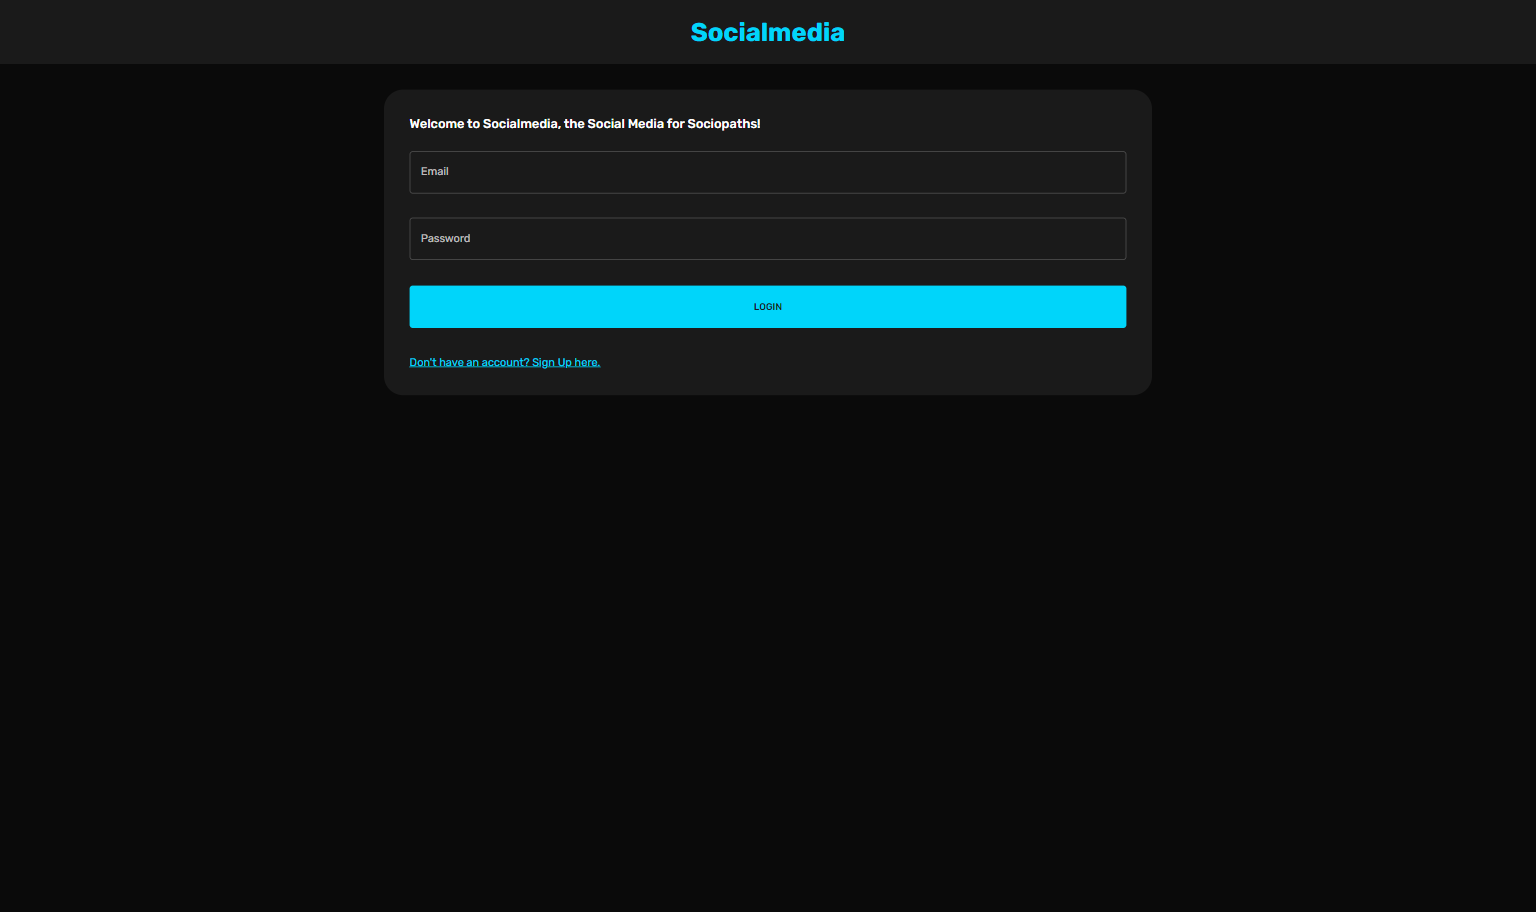 Socialmedia
Welcome to Socialmedia, the Social Media for Sociopaths!
Email
Password
LOGIN
Don't have an account? Sign Up here.